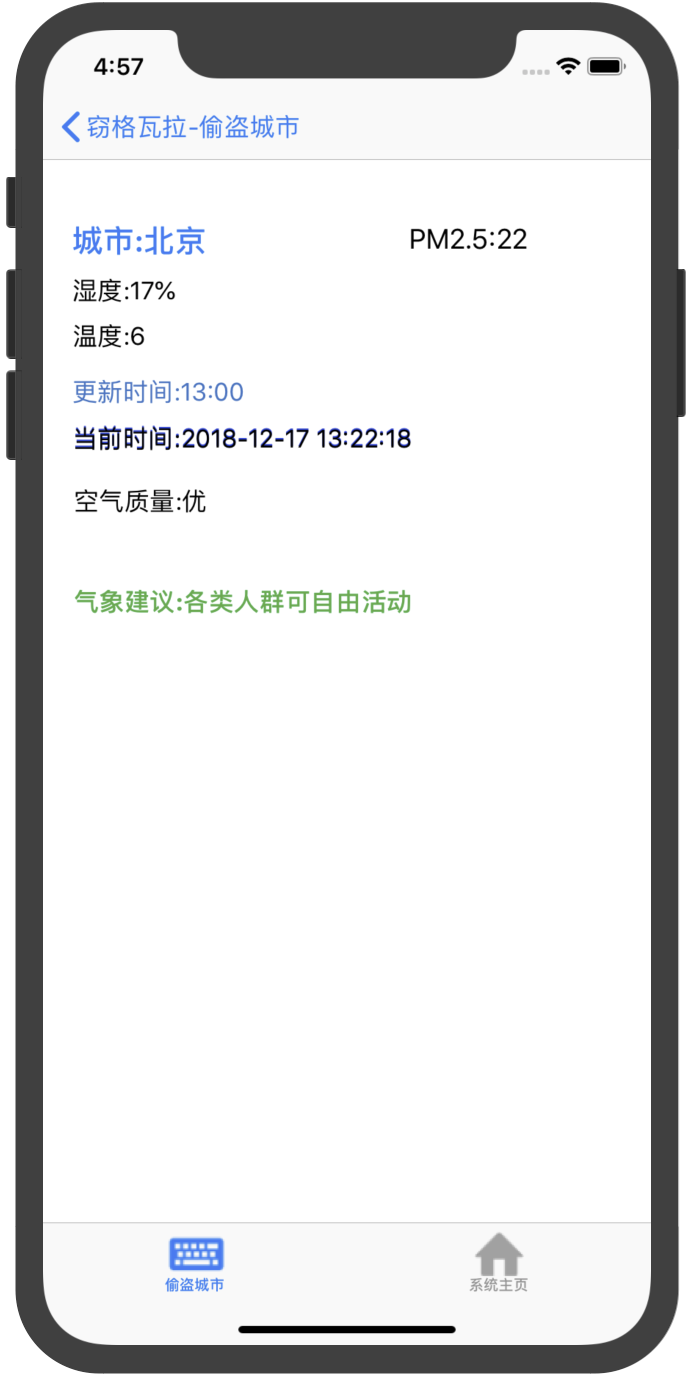 4:57
窃格瓦拉-偷盗城市
城市:北京 PM2.5:22
湿度:17%
温度:6
更新时间:13:00
当前时间:2018-12-17 13:22:18
空气质量:优
气象建议:各类人群可自由活动
偷盗城市 系统主页